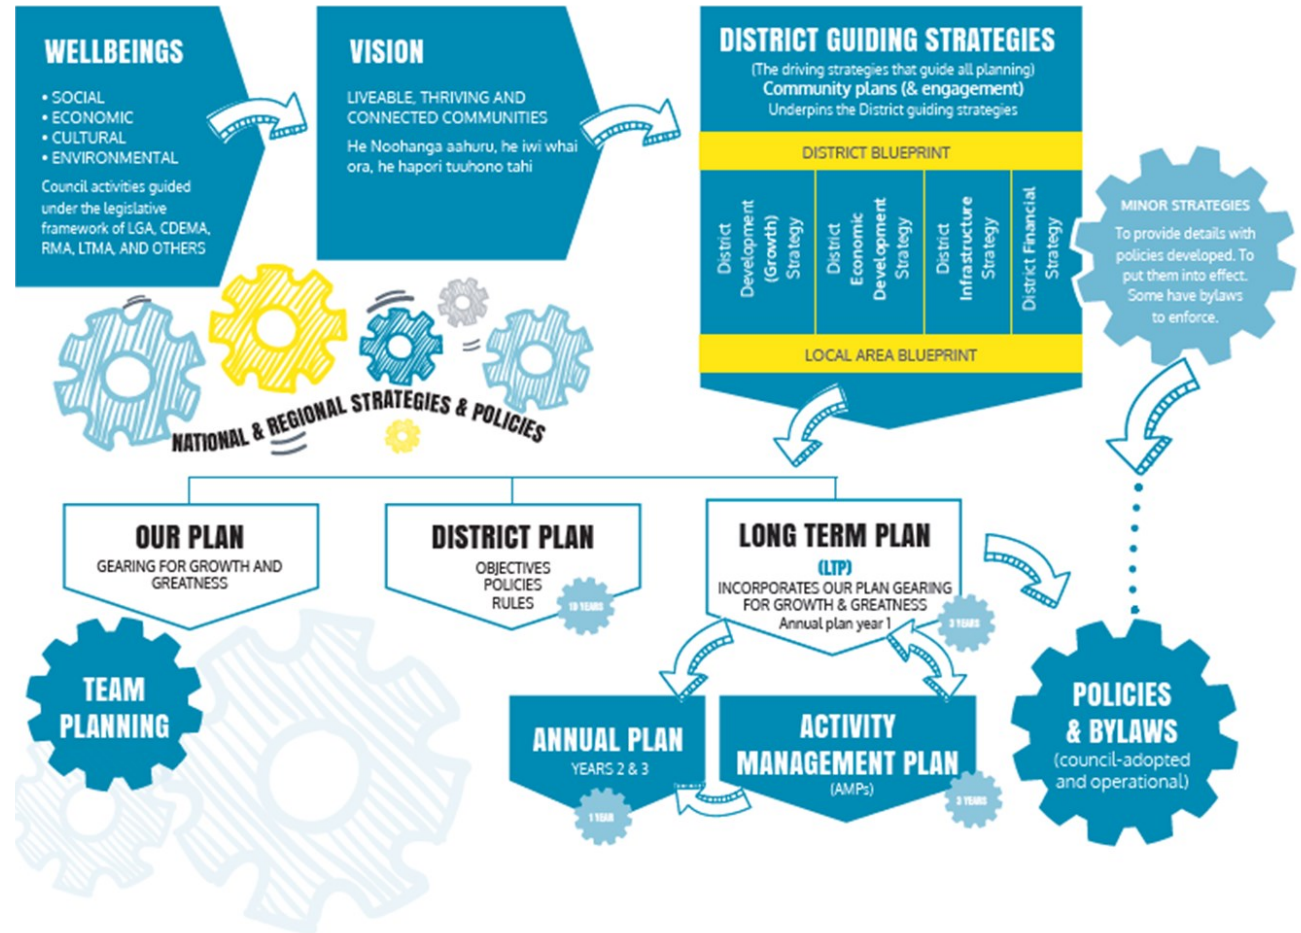 WELLBEINGS
• SOCIAL
• ECONOMIC
• CULTURAL
• ENVIRONMENTAL
Council activities guided
under the legislative
framework of LGA, CDEMA,
RMA, LTMA, AND OTHERS
VISION
LIVEABLE, THRIVING AND
CONNECTED COMMUNITIES
He Noohanga aahuru, he iwi whai
ora, he hapori tuuhono tahi
DISTRICT GUIDING STRATEGIES
(The driving strategies that guide all planning)
Community plans (& engagement)
Underpins the District guiding strategies
DISTRICT BLUEPRINT
District
Development
(Growth)
Strategy
District
Economic
Development
Strategy
District
Infrastructure
Strategy
District Financial
Strategy
LOCAL AREA BLUEPRINT
MINOR STRATEGIES
To provide details with
policies developed. To
put them into effect.
Some have bylaws
to enforce.
NATIONAL & REGIONAL STRATEGIES & POLICIES
OUR PLAN
GEARING FOR GROWTH AND
GREATNESS
DISTRICT PLAN
OBJECTIVES
POLICIES
RULES
10 YEARS
LONG TERM PLAN
(LTP)
INCORPORATES OUR PLAN GEARING
FOR GROWTH & GREATNESS
Annual plan year 1
3 YEARS
TEAM
PLANNING
ANNUAL PLAN
YEARS 2 & 3
1 YEAR
ACTIVITY
MANAGEMENT PLAN
(AMPs)
3 YEARS
POLICIES
& BYLAWS
(council-adopted
and operational)